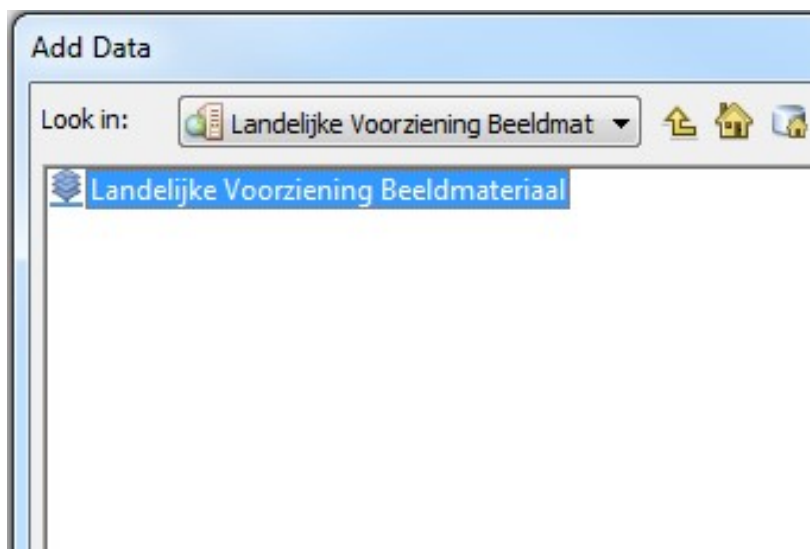 Add Data
Look in: Landelijke Voorziening Beeldmat
Landelijke Voorziening Beeldmateriaal